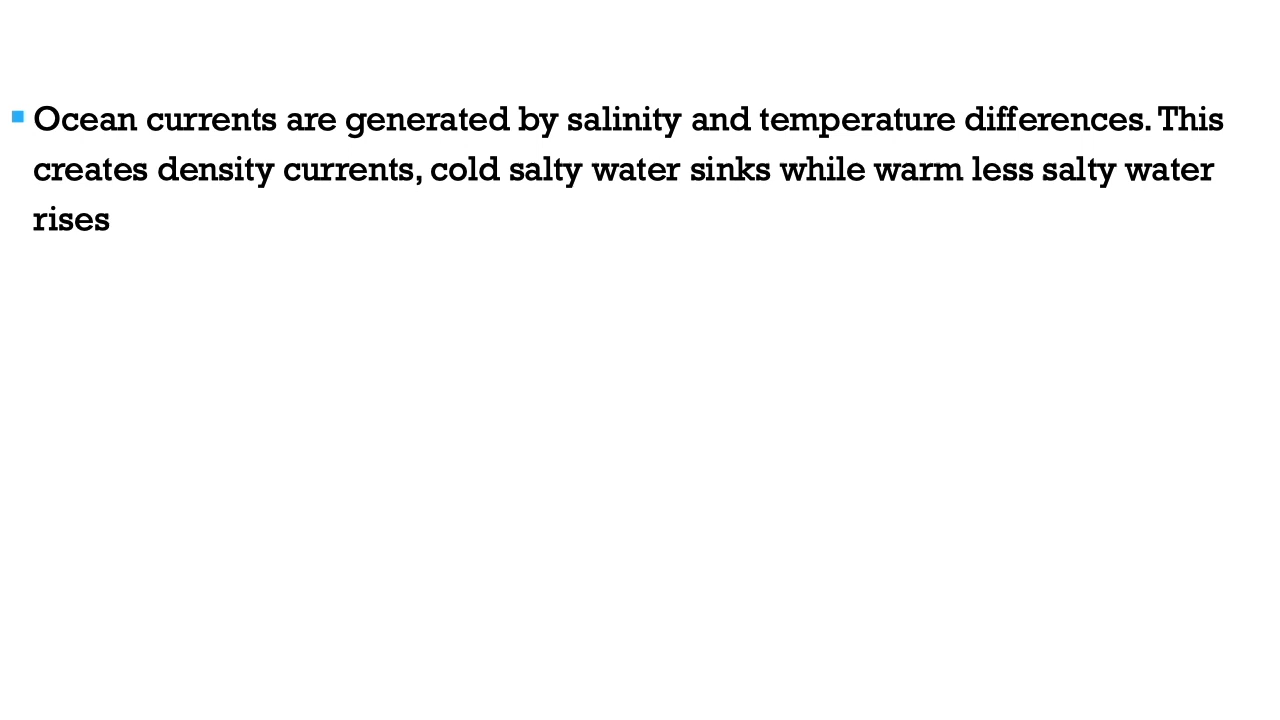 Ocean currents are generated by salinity and temperature differences. This
creates density currents, cold salty water sinks while warm less salty water
rises